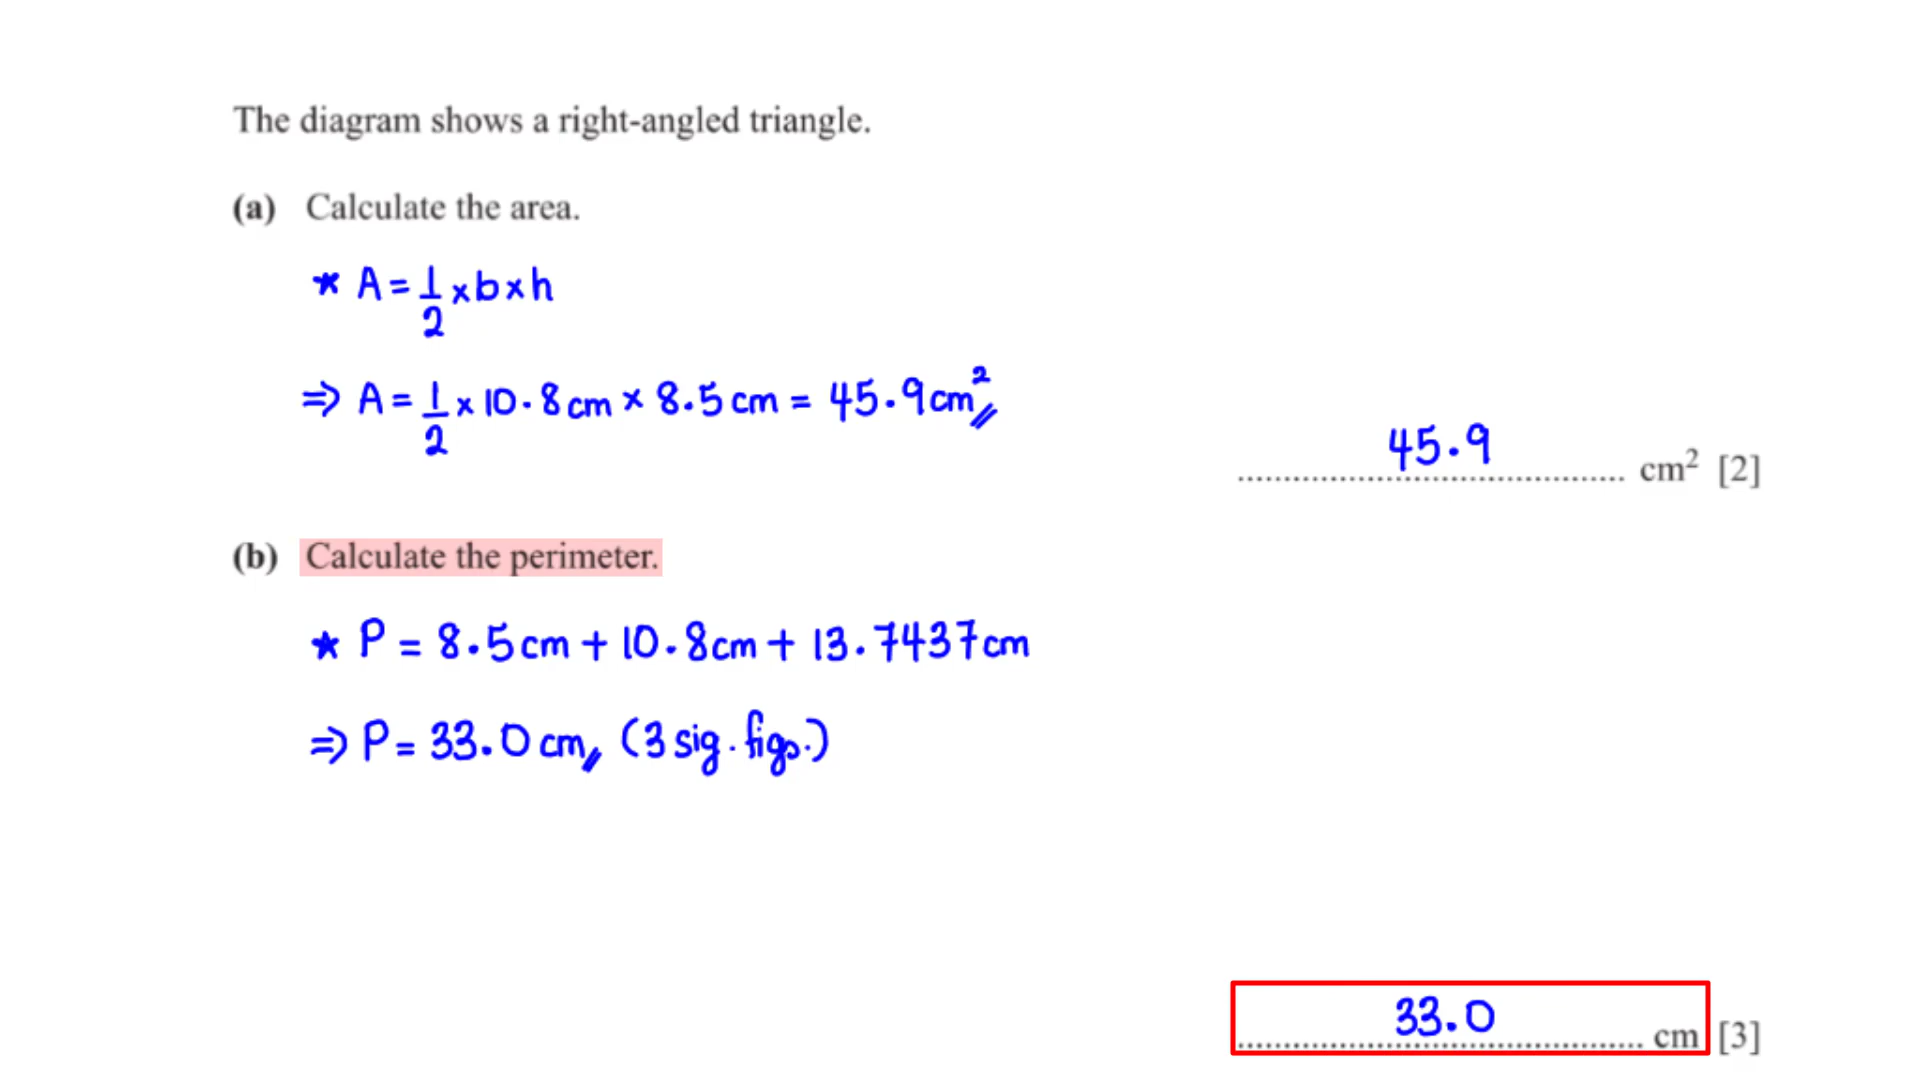 The diagram shows a right-angled triangle.
(a) Calculate the area.
* A = 1/2 × b × h
⇒ A = 1/2 × 10.8 cm × 8.5 cm = 45.9 cm²//
45.9
........................................... cm² [2]
(b) Calculate the perimeter.
* P = 8.5 cm + 10.8 cm + 13.7437 cm
⇒ P = 33.0 cm// (3 sig. figs.)
33.0
............................................. cm [3]